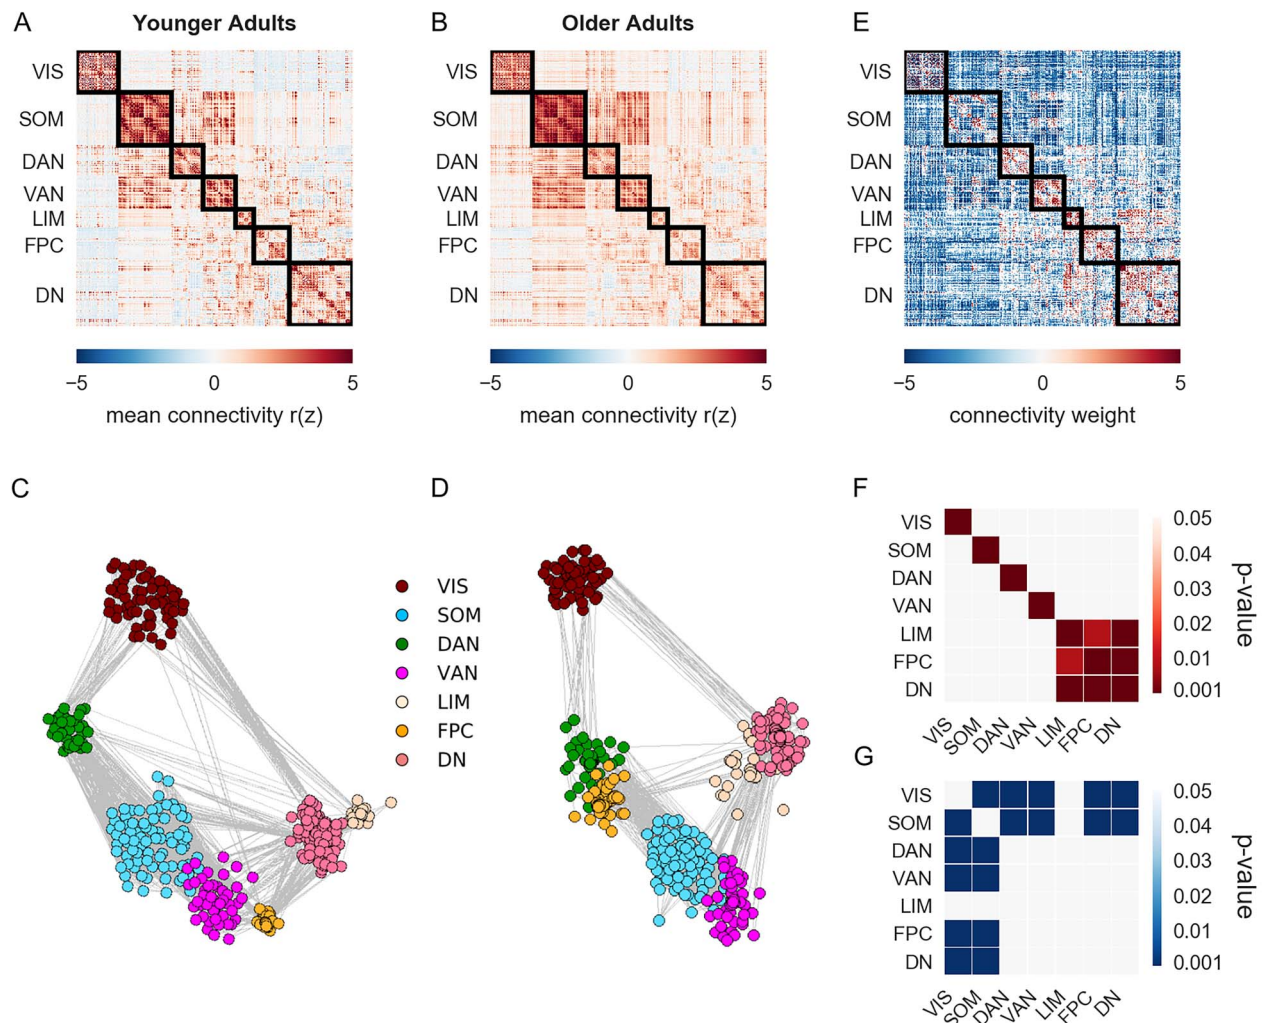 A
Younger Adults
VIS
SOM
DAN
VAN
LIM
FPC
DN
−5 0 5
mean connectivity r(z)
B
Older Adults
VIS
SOM
DAN
VAN
LIM
FPC
DN
−5 0 5
mean connectivity r(z)
E
VIS
SOM
DAN
VAN
LIM
FPC
DN
−5 0 5
connectivity weight
C
D
VIS
SOM
DAN
VAN
LIM
FPC
DN
F
VIS
SOM
DAN
VAN
LIM
FPC
DN
VIS SOM DAN VAN LIM FPC DN
0.05
0.04
0.03
0.02
0.01
0.001
p-value
G
VIS
SOM
DAN
VAN
LIM
FPC
DN
VIS SOM DAN VAN LIM FPC DN
0.05
0.04
0.03
0.02
0.01
0.001
p-value